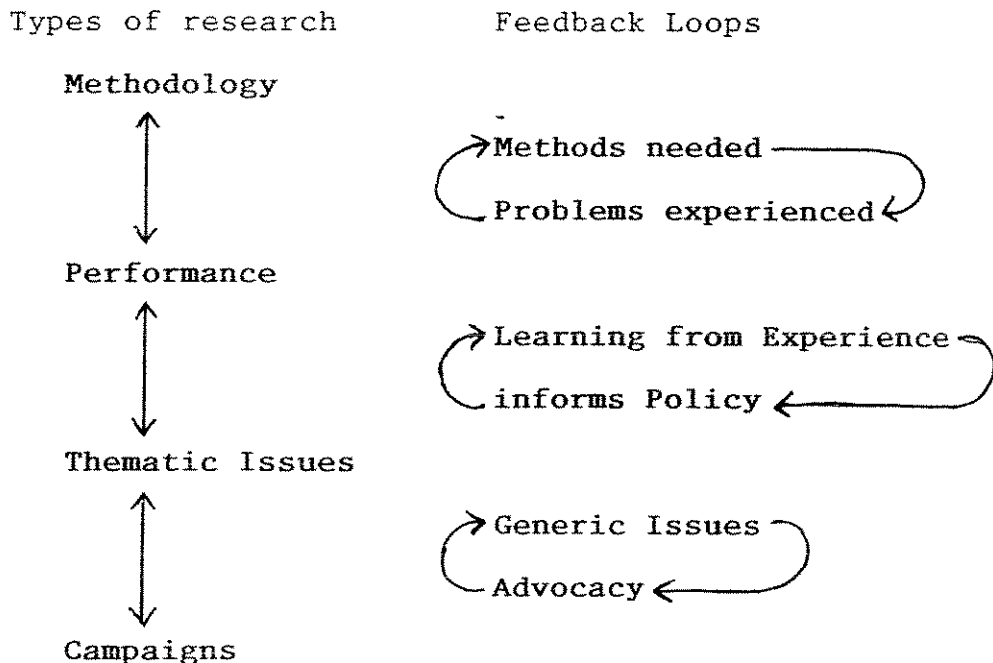 Types of research Feedback Loops
Methodology
Methods needed
Problems experienced
Performance
Learning from Experience
informs Policy
Thematic Issues
Generic Issues
Advocacy
Campaigns